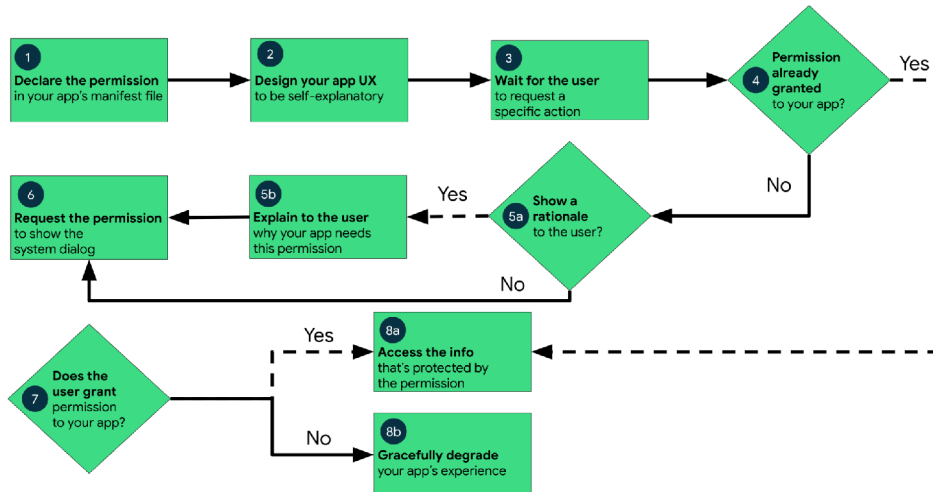 1
Declare the permission
in your app's manifest file
2
Design your app UX
to be self-explanatory
3
Wait for the user
to request a
specific action
4
Permission
already
granted
to your app?
Yes
No
5a
Show a
rationale
to the user?
Yes
No
5b
Explain to the user
why your app needs
this permission
6
Request the permission
to show the
system dialog
7
Does the
user grant
permission
to your app?
Yes
No
8a
Access the info
that's protected by
the permission
8b
Gracefully degrade
your app's experience